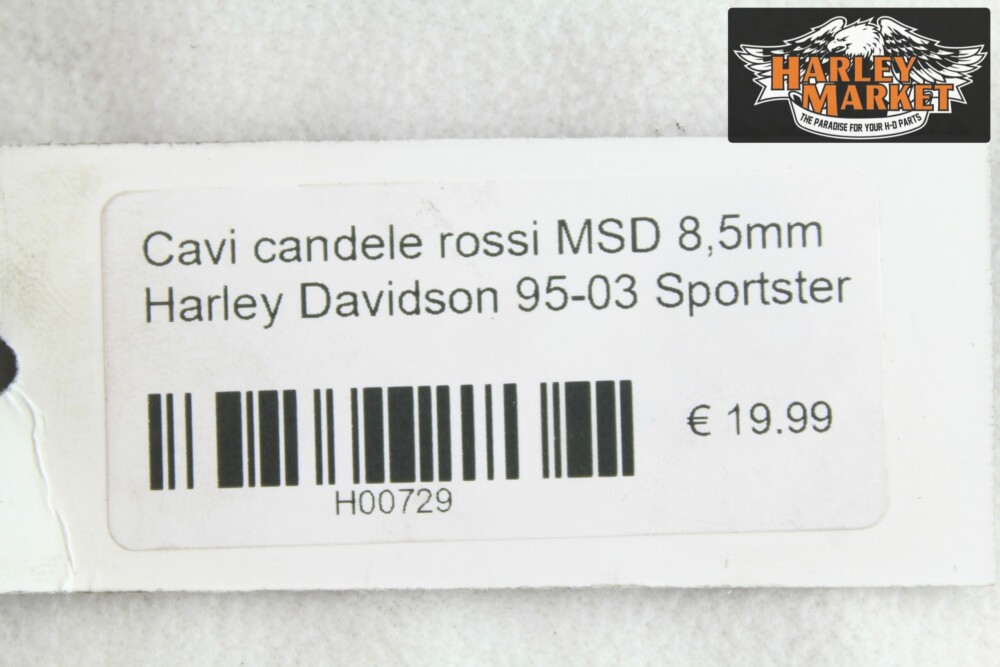 HARLEY
MARKET
THE PARADISE FOR YOUR H-D PARTS
Cavi candele rossi MSD 8,5mm
Harley Davidson 95-03 Sportster
€ 19.99
H00729